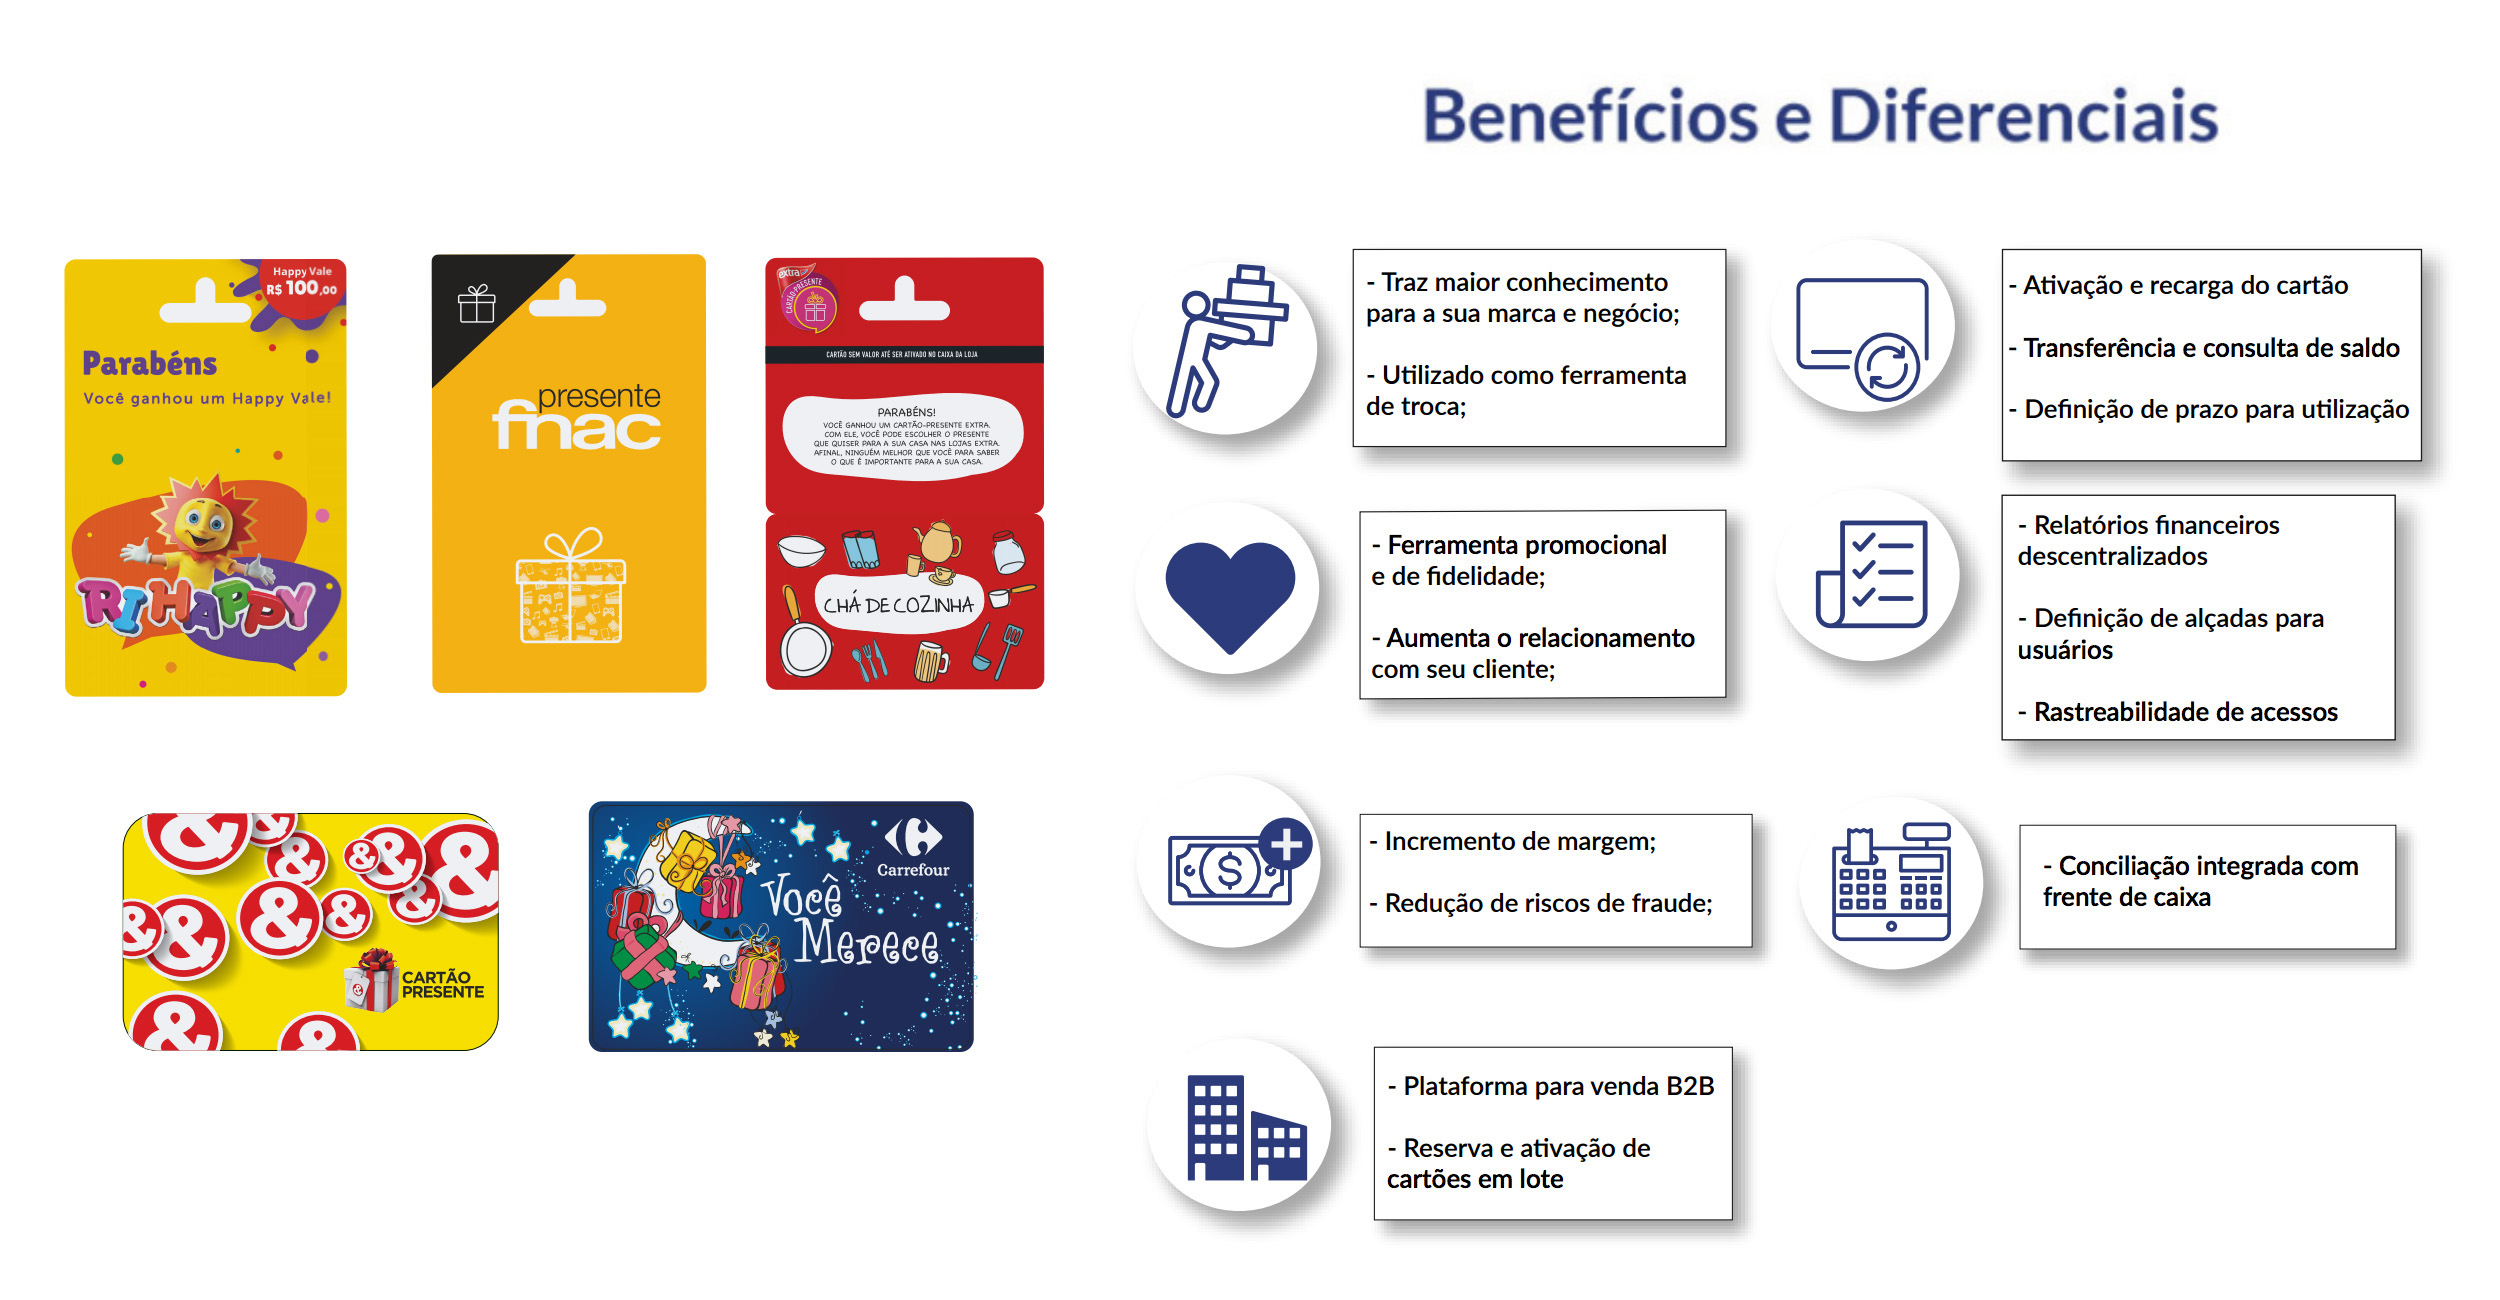 Benefícios e Diferenciais
Happy Vale
R$ 100,00
Parabéns
Você ganhou um Happy Vale!
RIHAPPY
presente
fnac
extra
CARTÃO-PRESENTE
CARTÃO SEM VALOR ATÉ SER ATIVADO NO CAIXA DA LOJA
PARABÉNS!
VOCÊ GANHOU UM CARTÃO-PRESENTE EXTRA.
COM ELE, VOCÊ PODE ESCOLHER O PRESENTE
QUE QUISER PARA A SUA CASA NAS LOJAS EXTRA.
AFINAL, NINGUÉM MELHOR QUE VOCÊ PARA SABER
O QUE É IMPORTANTE PARA A SUA CASA.
CHÁ DE COZINHA
& & & & & & & & & & & &
CARTÃO
PRESENTE
Carrefour
Você
Merece
- Traz maior conhecimento
para a sua marca e negócio;
- Utilizado como ferramenta
de troca;
- Ferramenta promocional
e de fidelidade;
- Aumenta o relacionamento
com seu cliente;
$
- Incremento de margem;
- Redução de riscos de fraude;
- Plataforma para venda B2B
- Reserva e ativação de
cartões em lote
- Ativação e recarga do cartão
- Transferência e consulta de saldo
- Definição de prazo para utilização
- Relatórios financeiros
descentralizados
- Definição de alçadas para
usuários
- Rastreabilidade de acessos
- Conciliação integrada com
frente de caixa